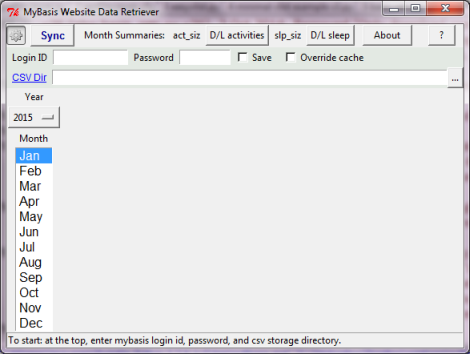 MyBasis Website Data Retriever
Sync Month Summaries: act_siz D/L activities slp_siz D/L sleep About ?
Login ID Password Save Override cache
CSV Dir ...
Year
2015
Month
Jan
Feb
Mar
Apr
May
Jun
Jul
Aug
Sep
Oct
Nov
Dec
To start: at the top, enter mybasis login id, password, and csv storage directory.